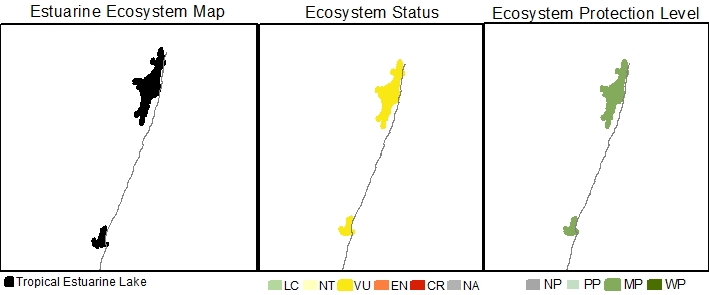 Estuarine Ecosystem Map
Ecosystem Status
Ecosystem Protection Level
Tropical Estuarine Lake
LC NT VU EN CR NA
NP PP MP WP